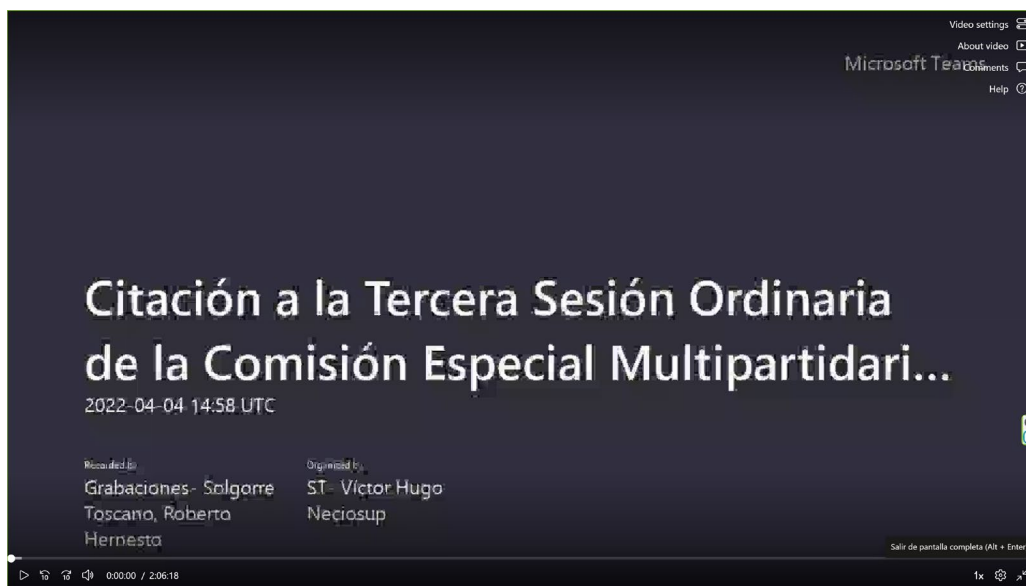 Video settings
About video
Microsoft Teams
Comments
Help
Citación a la Tercera Sesión Ordinaria
de la Comisión Especial Multipartidari...
2022-04-04 14:58 UTC
Recorded by
Organized by
Grabaciones- Solgorre
Toscano, Roberto
Hernesto
ST- Víctor Hugo
Neciosup
Salir de pantalla completa (Alt + Enter
10
10
0:00:00 / 2:06:18
1x